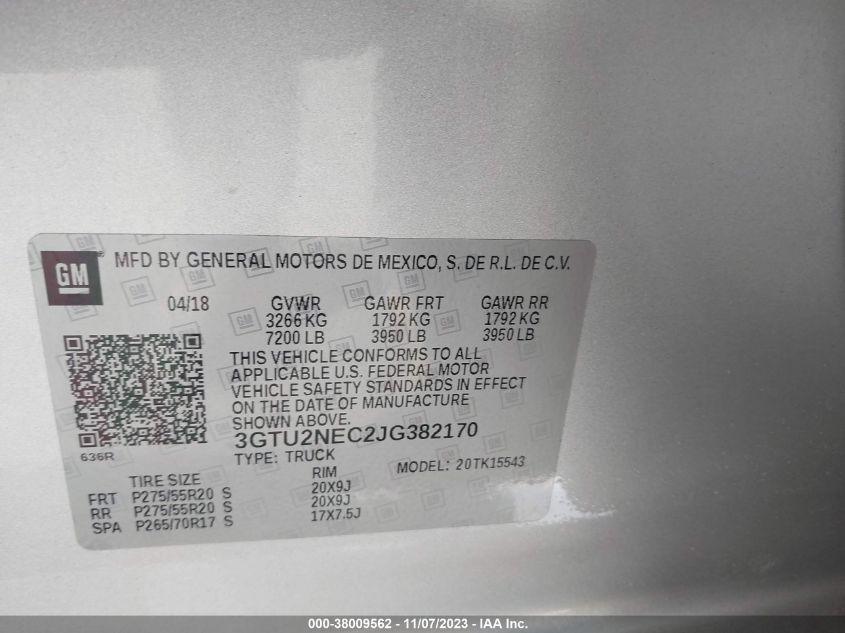 GM
MFD BY GENERAL MOTORS DE MEXICO, S. DE R.L. DE C.V.
04/18 GVWR GAWR FRT GAWR RR
3266 KG 1792 KG 1792 KG
7200 LB 3950 LB 3950 LB
THIS VEHICLE CONFORMS TO ALL
APPLICABLE U.S. FEDERAL MOTOR
VEHICLE SAFETY STANDARDS IN EFFECT
ON THE DATE OF MANUFACTURE
SHOWN ABOVE.
3GTU2NEC2JG382170
636R
TYPE: TRUCK MODEL: 20TK15543
TIRE SIZE RIM
FRT P275/55R20 S 20X9J
RR P275/55R20 S 20X9J
SPA P265/70R17 S 17X7.5J
000-38009562 - 11/07/2023 - IAA Inc.